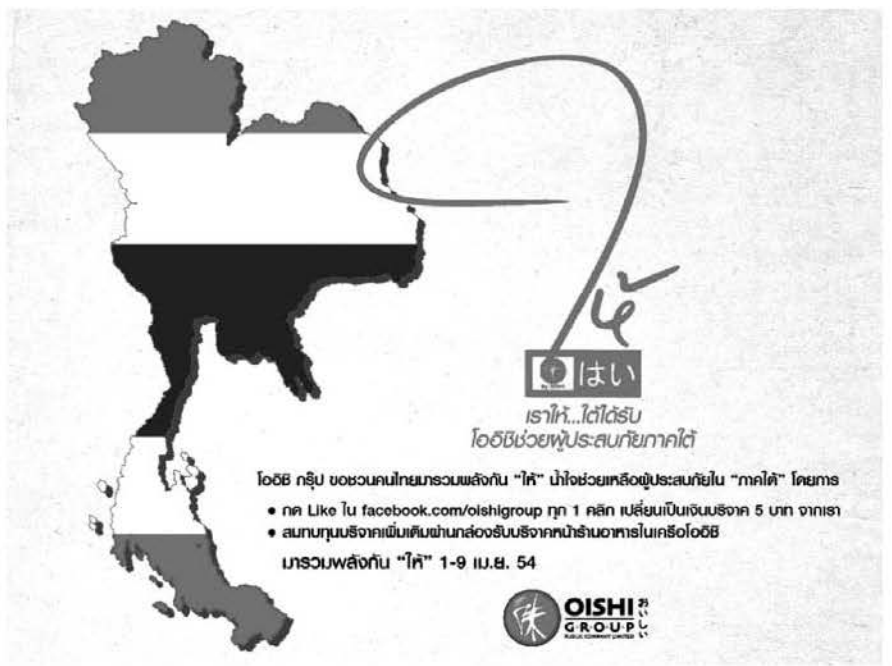 ให้
はい
เราให้...ใต้ได้รับ
โออิชิช่วยผู้ประสบภัยภาคใต้
โออิชิ กรุ๊ป ขอชวนคนไทยมารวมพลังกัน “ให้” น้ำใจช่วยเหลือผู้ประสบภัยใน “ภาคใต้” โดยการ
• กด Like ใน facebook.com/oishigroup ทุก 1 คลิก เปลี่ยนเป็นเงินบริจาค 5 บาท จากเรา
• สมทบทุนบริจาคเพิ่มเติมผ่านกล่องรับบริจาคหน้าร้านอาหารในเครือโออิชิ
มารวมพลังกัน “ให้” 1-9 เม.ย. 54
OISHI おいしい
G·R·O·U·P
PUBLIC COMPANY LIMITED